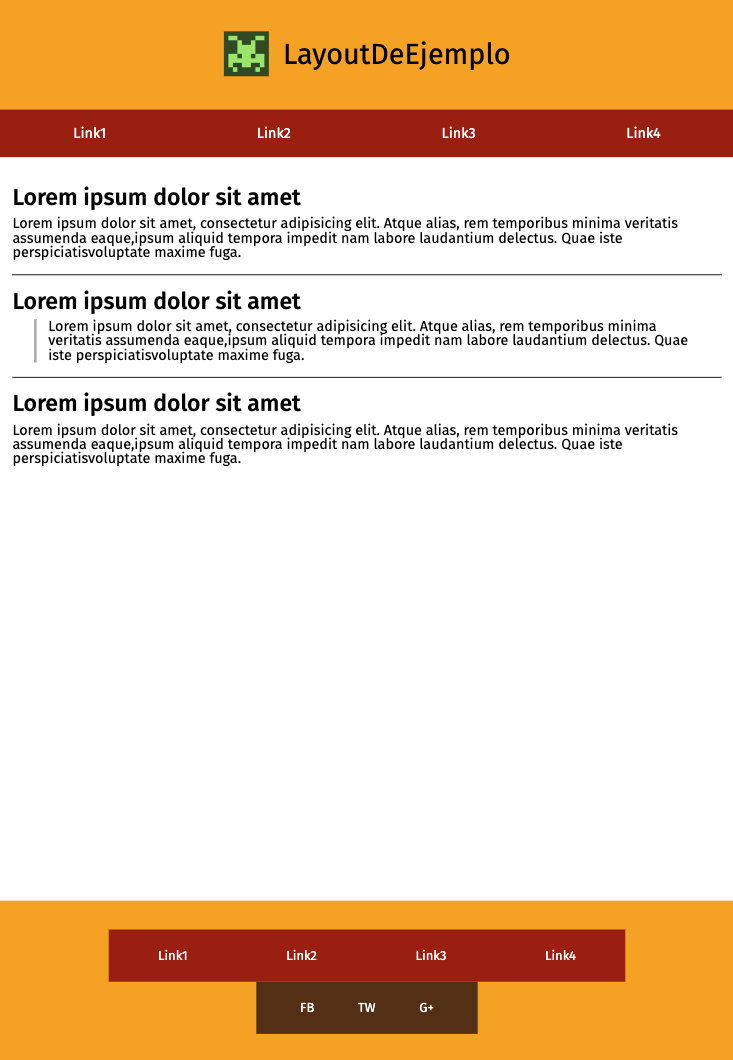 LayoutDeEjemplo
Link1 Link2 Link3 Link4
Lorem ipsum dolor sit amet
Lorem ipsum dolor sit amet, consectetur adipisicing elit. Atque alias, rem temporibus minima veritatis
assumenda eaque,ipsum aliquid tempora impedit nam labore laudantium delectus. Quae iste
perspiciatisvoluptate maxime fuga.
Lorem ipsum dolor sit amet
Lorem ipsum dolor sit amet, consectetur adipisicing elit. Atque alias, rem temporibus minima
veritatis assumenda eaque,ipsum aliquid tempora impedit nam labore laudantium delectus. Quae
iste perspiciatisvoluptate maxime fuga.
Lorem ipsum dolor sit amet
Lorem ipsum dolor sit amet, consectetur adipisicing elit. Atque alias, rem temporibus minima veritatis
assumenda eaque,ipsum aliquid tempora impedit nam labore laudantium delectus. Quae iste
perspiciatisvoluptate maxime fuga.
Link1 Link2 Link3 Link4
FB TW G+